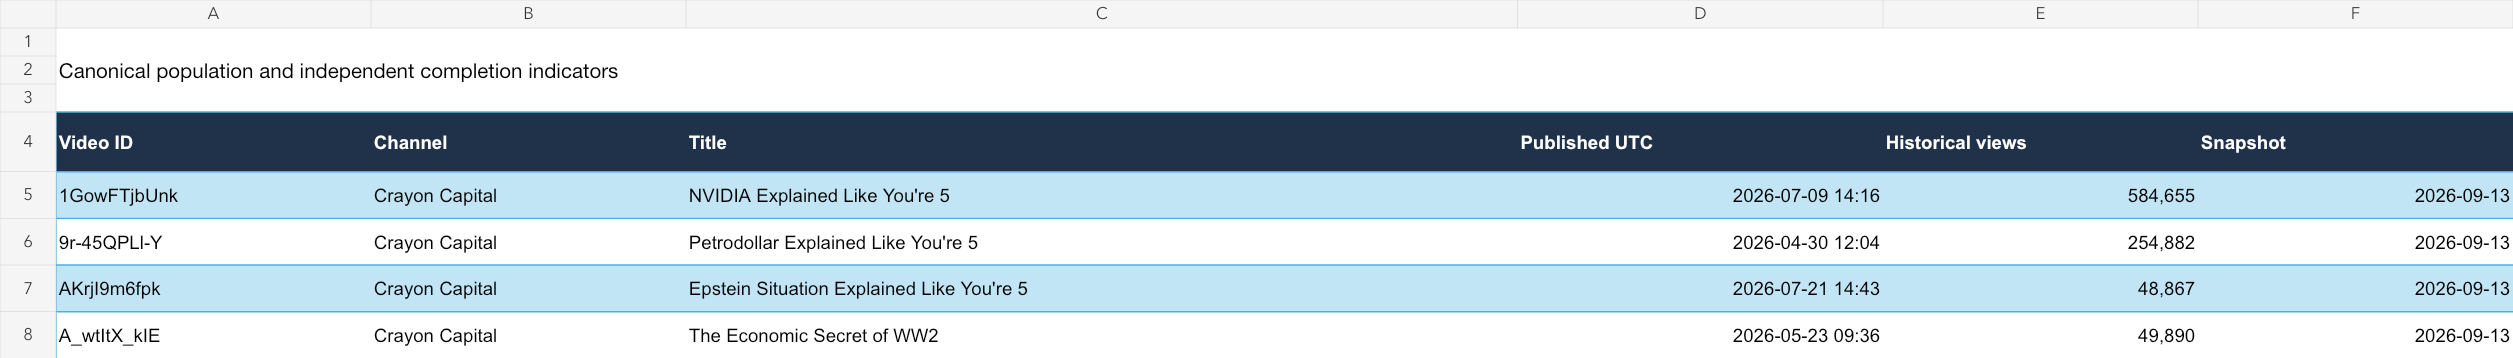 A B C D E F
1
2 Canonical population and independent completion indicators
3
4 Video ID Channel Title Published UTC Historical views Snapshot
5 1GowFTjbUnk Crayon Capital NVIDIA Explained Like You're 5 2026-07-09 14:16 584,655 2026-09-13
6 9r-45QPLI-Y Crayon Capital Petrodollar Explained Like You're 5 2026-04-30 12:04 254,882 2026-09-13
7 AKrjI9m6fpk Crayon Capital Epstein Situation Explained Like You're 5 2026-07-21 14:43 48,867 2026-09-13
8 A_wtItX_kIE Crayon Capital The Economic Secret of WW2 2026-05-23 09:36 49,890 2026-09-13